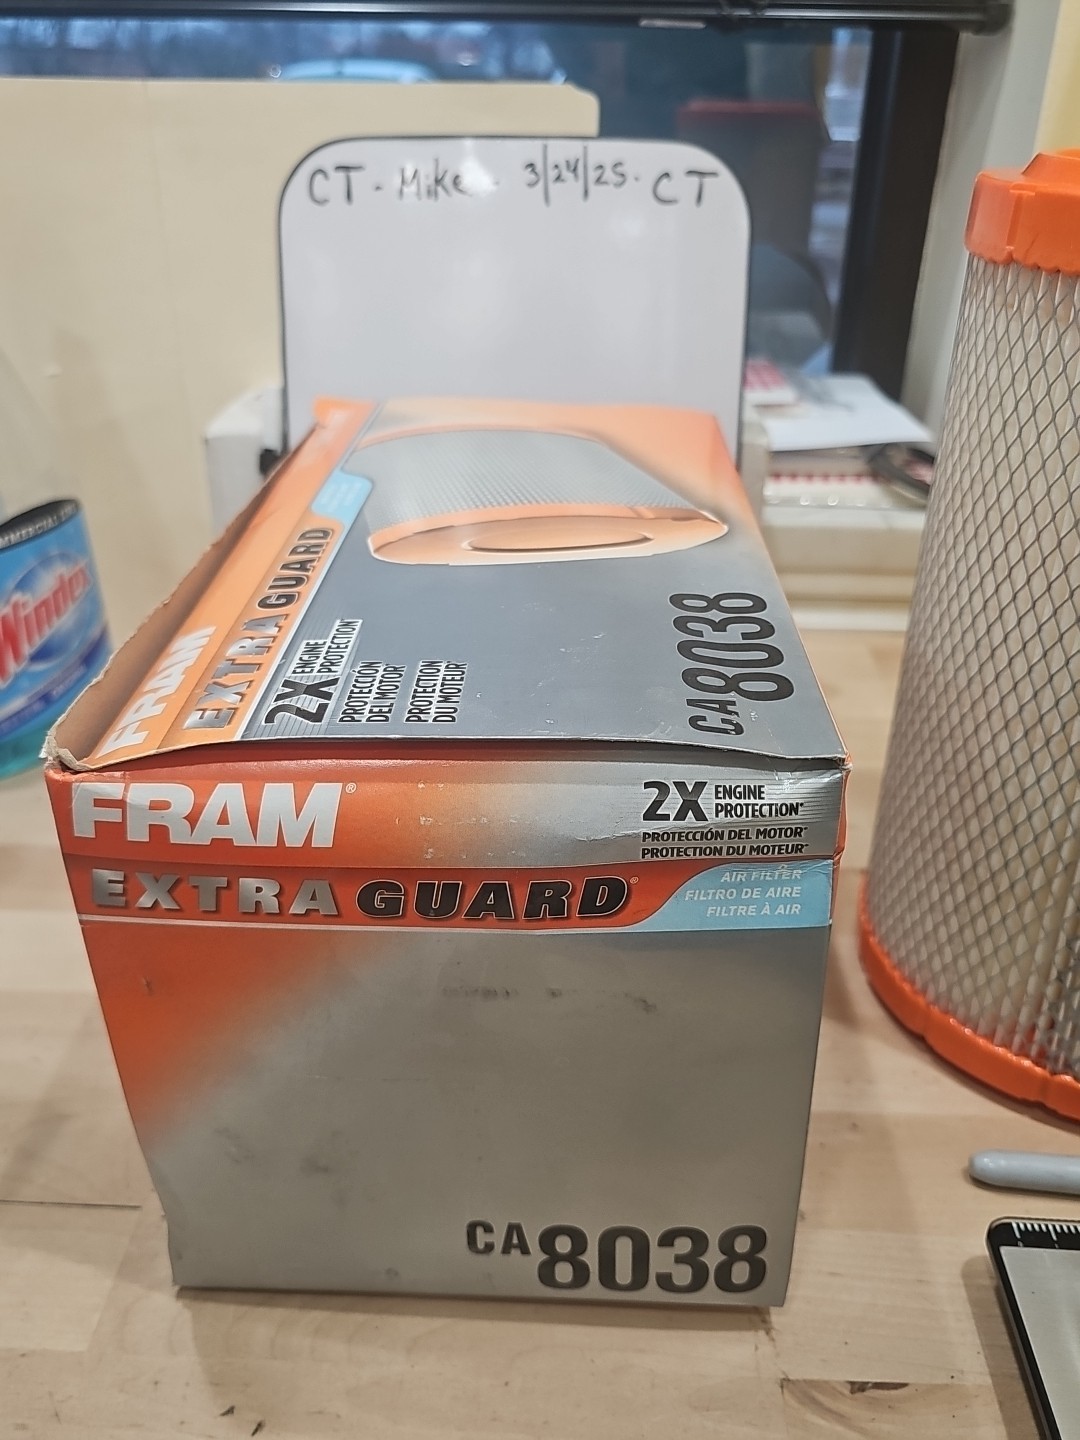 CT - Mike - 3/24/25 - CT
FRAM
EXTRA GUARD
2X ENGINE PROTECTION
PROTECCIÓN DEL MOTOR
PROTECTION DU MOTEUR
CA8038
FRAM®
2X ENGINE PROTECTION*
PROTECCIÓN DEL MOTOR*
PROTECTION DU MOTEUR*
EXTRA GUARD®
AIR FILTER
FILTRO DE AIRE
FILTRE À AIR
CA8038
Windex